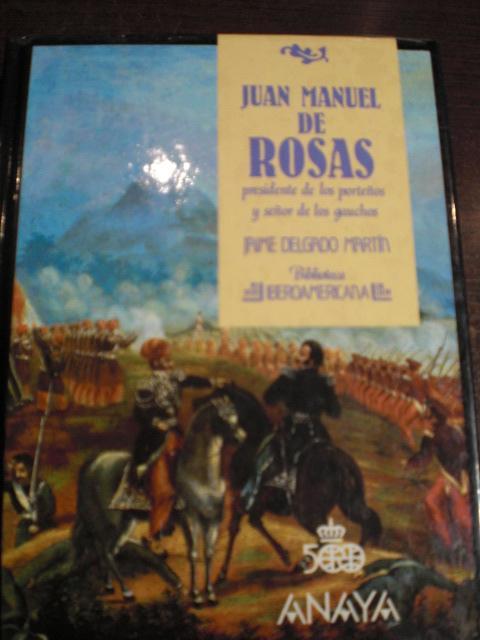 JUAN MANUEL
DE
ROSAS
presidente de los porteños
y señor de los gauchos
JAIME DELGADO MARTÍN
Biblioteca
IBEROAMERICANA
500
ANAYA